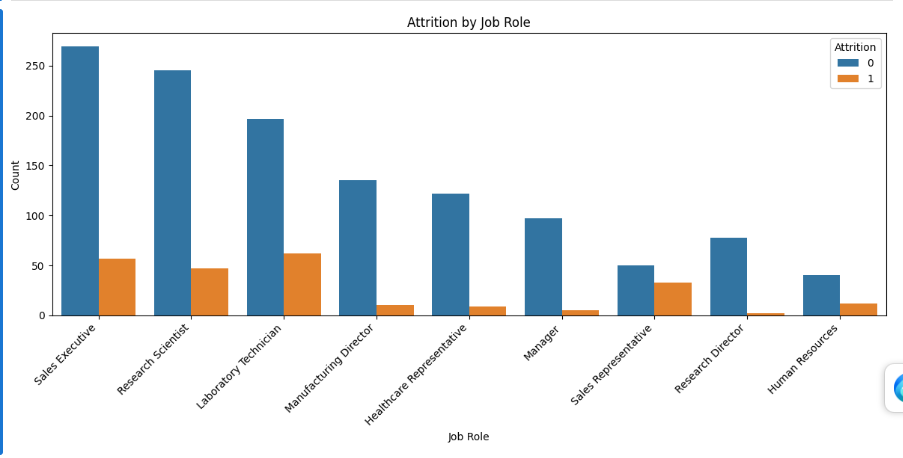 Attrition by Job Role
Attrition
0
1
250
200
150
100
50
0
Count
Sales Executive
Research Scientist
Laboratory Technician
Manufacturing Director
Healthcare Representative
Manager
Sales Representative
Research Director
Human Resources
Job Role